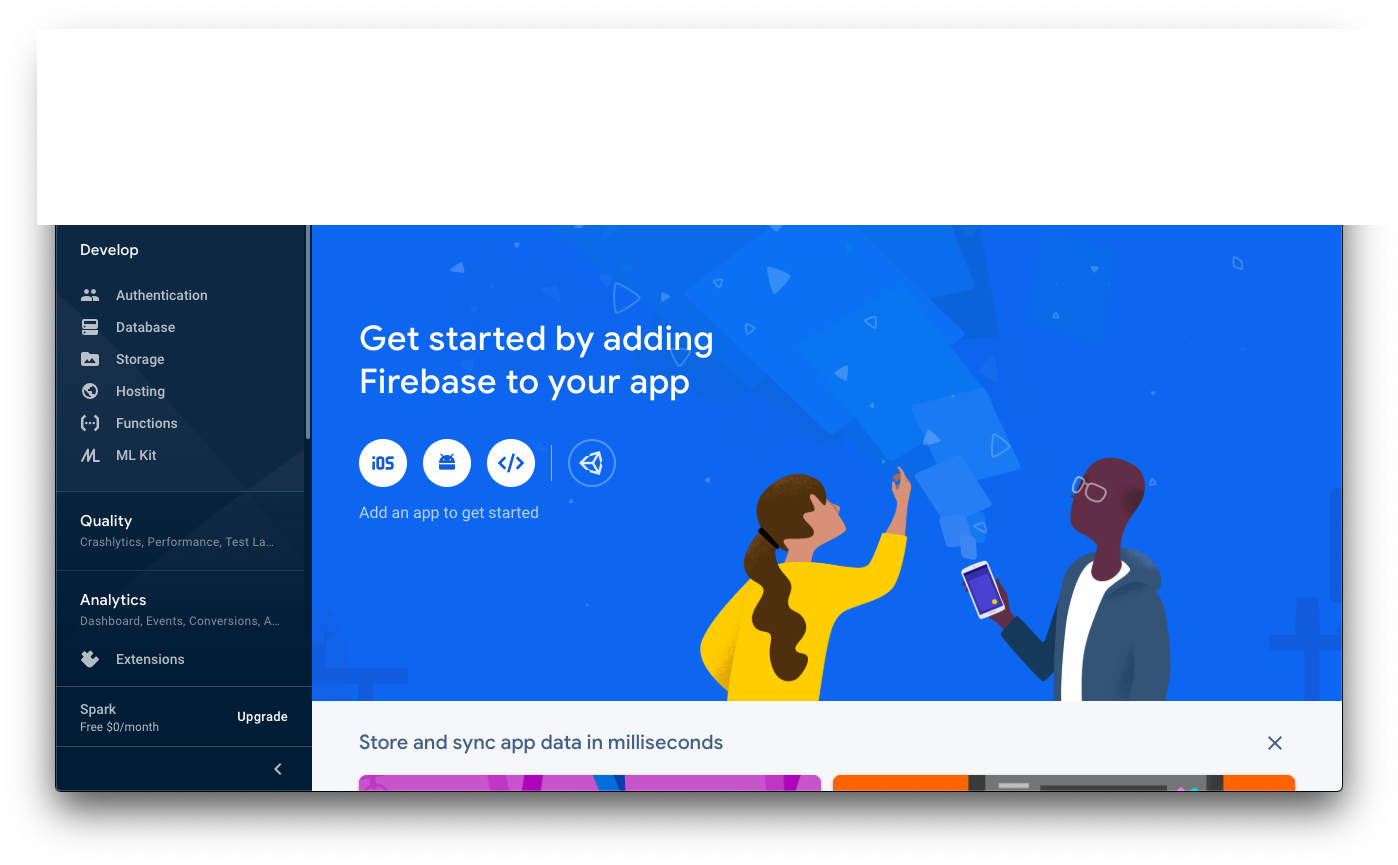 Develop
Authentication
Database
Storage
Hosting
Functions
ML Kit
Quality
Crashlytics, Performance, Test La...
Analytics
Dashboard, Events, Conversions, A...
Extensions
Spark
Free $0/month
Upgrade
Get started by adding
Firebase to your app
iOS
Add an app to get started
Store and sync app data in milliseconds